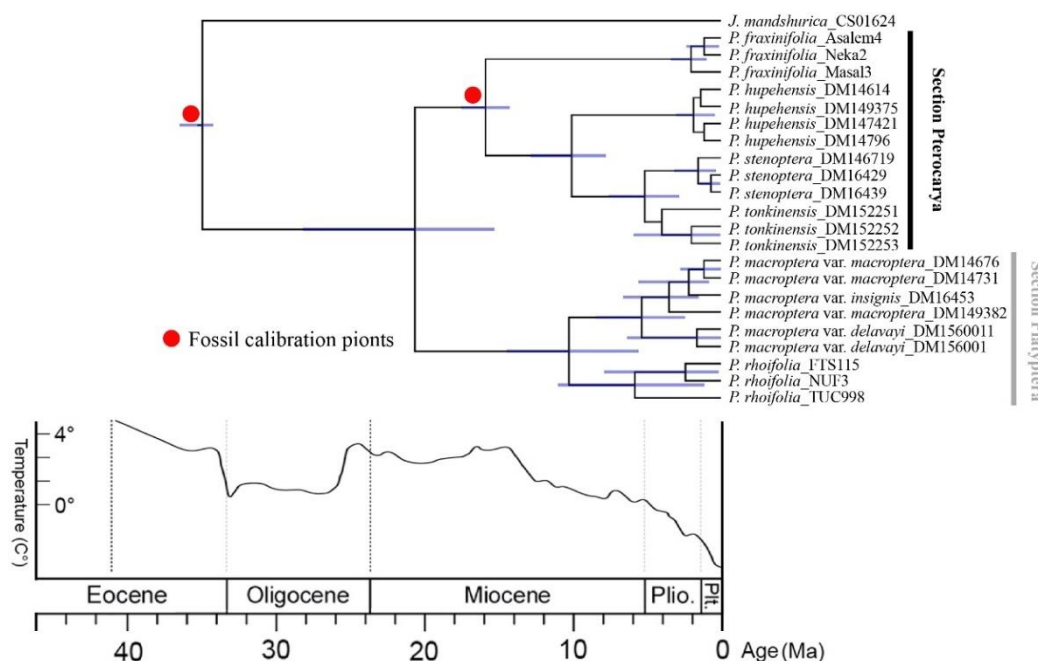 J. mandshurica_CS01624
P. fraxinifolia_Asalem4
P. fraxinifolia_Neka2
P. fraxinifolia_Masal3
P. hupehensis_DM14614
P. hupehensis_DM149375
P. hupehensis_DM147421
P. hupehensis_DM14796
P. stenoptera_DM146719
P. stenoptera_DM16429
P. stenoptera_DM16439
P. tonkinensis_DM152251
P. tonkinensis_DM152252
P. tonkinensis_DM152253
Section Pterocarya
P. macroptera var. macroptera_DM14676
P. macroptera var. macroptera_DM14731
P. macroptera var. insignis_DM16453
P. macroptera var. macroptera_DM149382
P. macroptera var. delavayi_DM1560011
P. macroptera var. delavayi_DM156001
P. rhoifolia_FTS115
P. rhoifolia_NUF3
P. rhoifolia_TUC998
Section Platyptera
Fossil calibration pionts
Temperature (C°)
4°
0°
Eocene Oligocene Miocene Plio. Plt.
40 30 20 10 0 Age (Ma)